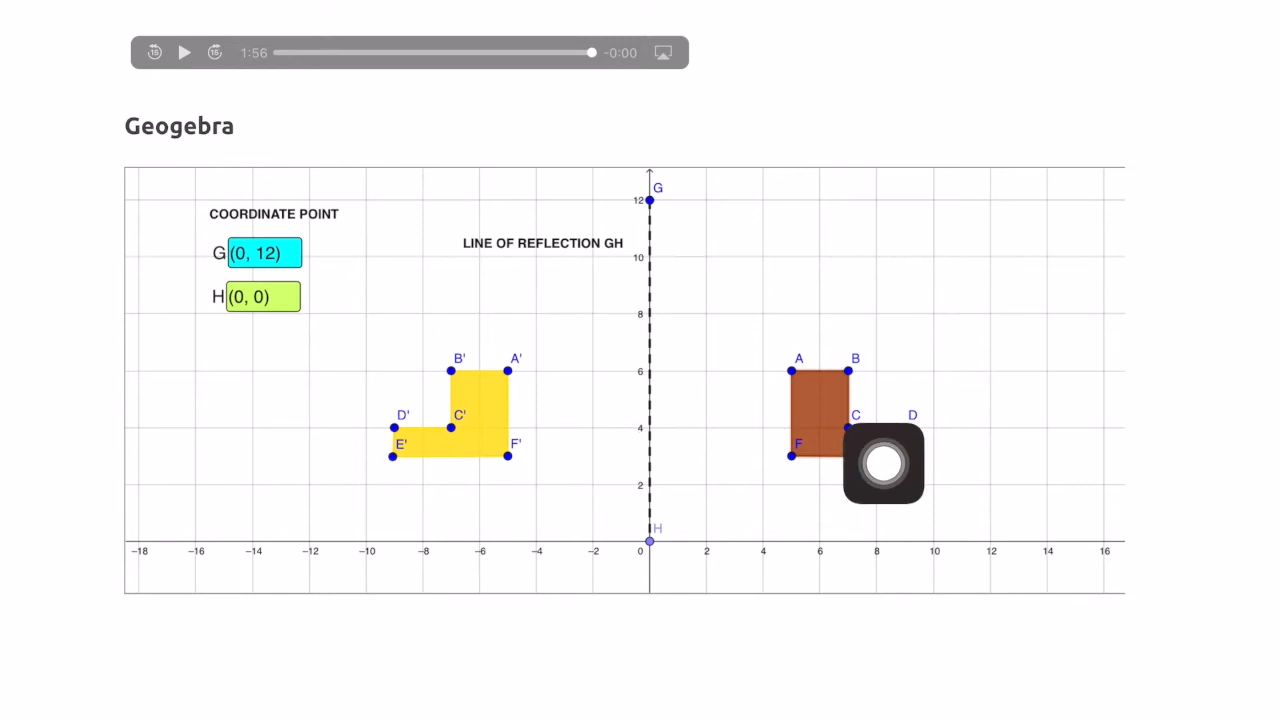 15 15 1:56 -0:00
Geogebra
COORDINATE POINT
G (0, 12)
H (0, 0)
LINE OF REFLECTION GH
G
12
10
8
B' A' A B
6
D' C' C D
4
E' F' F
2
H
-18 -16 -14 -12 -10 -8 -6 -4 -2 0 2 4 6 8 10 12 14 16